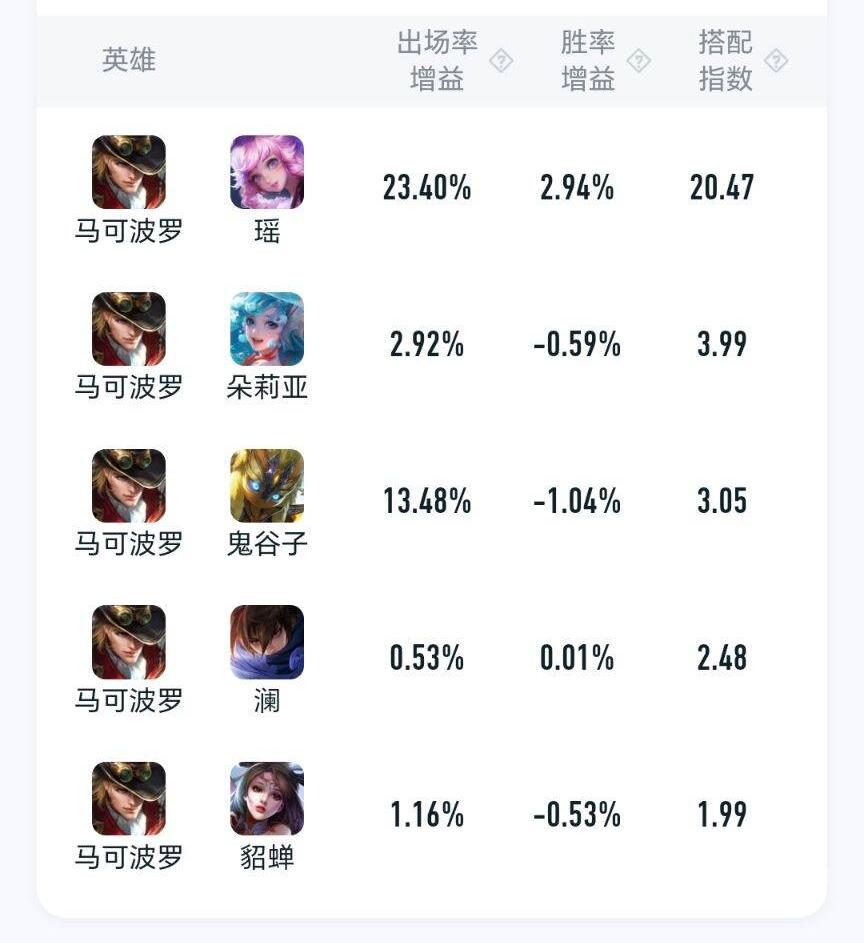 英雄
出场率增益 ?
胜率增益 ?
搭配指数 ?
马可波罗 瑶 23.40% 2.94% 20.47
马可波罗 朵莉亚 2.92% -0.59% 3.99
马可波罗 鬼谷子 13.48% -1.04% 3.05
马可波罗 澜 0.53% 0.01% 2.48
马可波罗 貂蝉 1.16% -0.53% 1.99